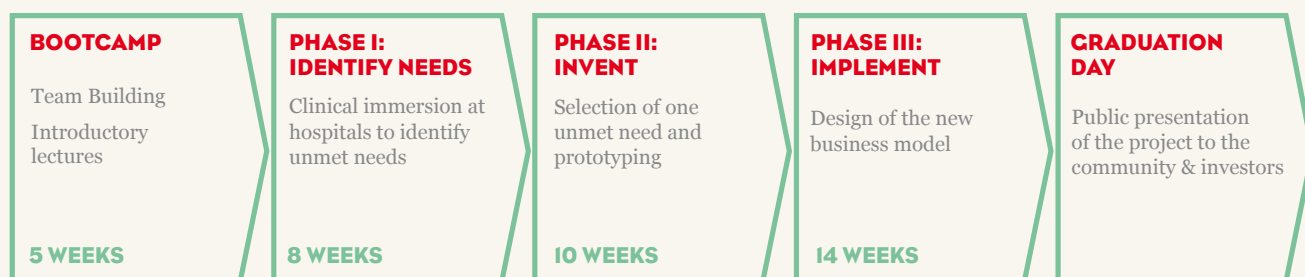 BOOTCAMP
Team Building
Introductory
lectures
5 WEEKS
PHASE I:
IDENTIFY NEEDS
Clinical immersion at
hospitals to identify
unmet needs
8 WEEKS
PHASE II:
INVENT
Selection of one
unmet need and
prototyping
10 WEEKS
PHASE III:
IMPLEMENT
Design of the new
business model
14 WEEKS
GRADUATION
DAY
Public presentation
of the project to the
community & investors